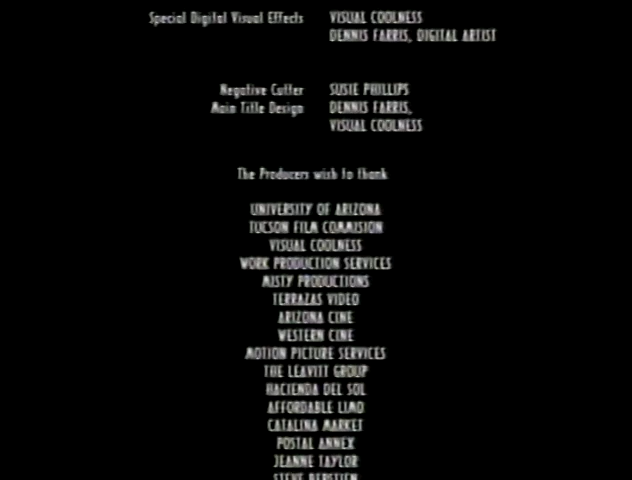 Special Digital Visual Effects VISUAL COOLNESS
DENNIS FARRIS, DIGITAL ARTIST
Negative Cutter SUSIE PHILLIPS
Main Title Design DENNIS FARRIS,
VISUAL COOLNESS
The Producers wish to thank
UNIVERSITY OF ARIZONA
TUCSON FILM COMMISION
VISUAL COOLNESS
WORK PRODUCTION SERVICES
MISTY PRODUCTIONS
TERRAZAS VIDEO
ARIZONA CINE
WESTERN CINE
MOTION PICTURE SERVICES
THE LEAVITT GROUP
HACIENDA DEL SOL
AFFORDABLE LIMO
CATALINA MARKET
POSTAL ANNEX
JEANNE TAYLOR
STEVE